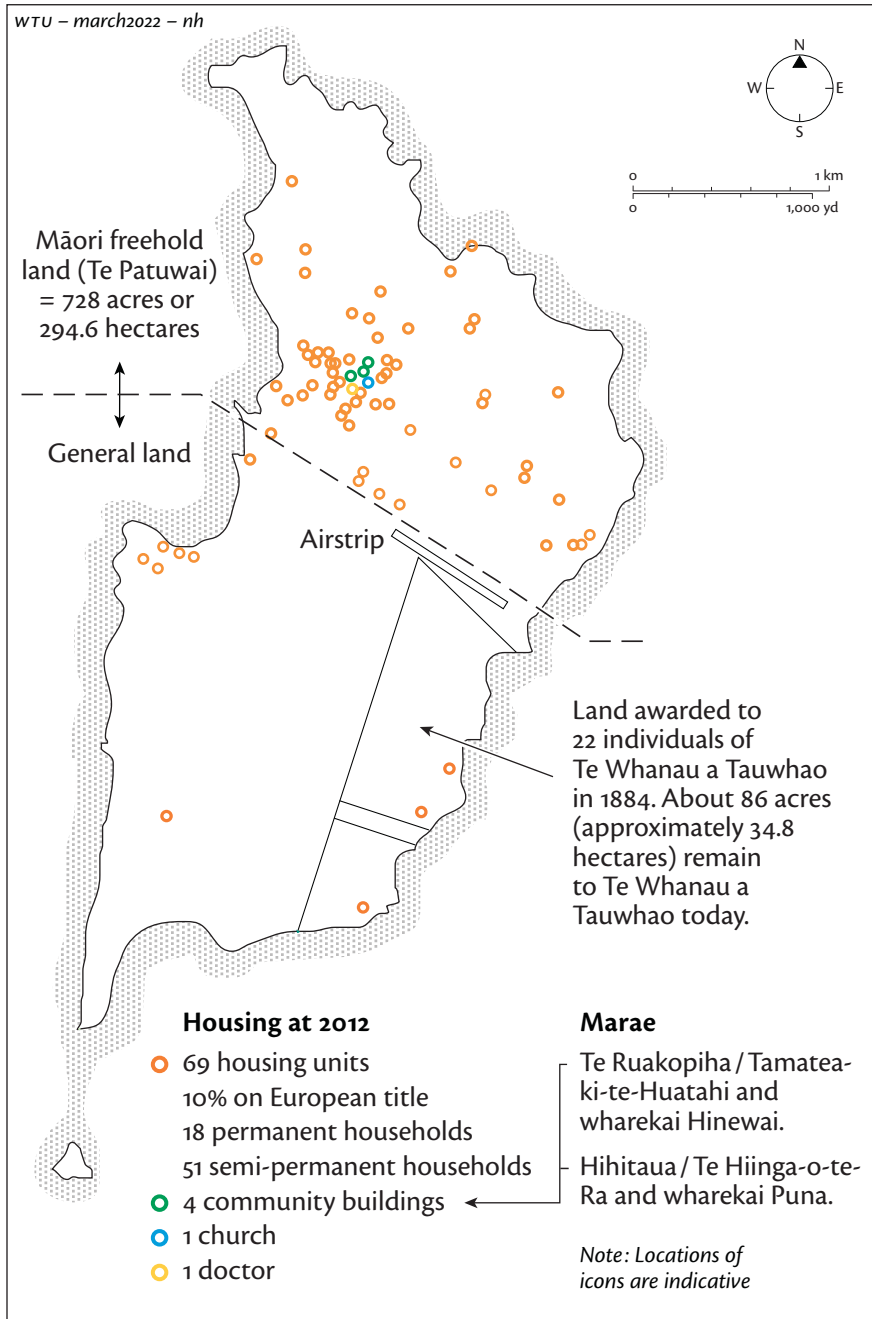 WTU – march2022 – nh
N
W E
S
0 1 km
0 1,000 yd
Māori freehold
land (Te Patuwai)
= 728 acres or
294.6 hectares
General land
Airstrip
Land awarded to
22 individuals of
Te Whanau a Tauwhao
in 1884. About 86 acres
(approximately 34.8
hectares) remain
to Te Whanau a
Tauwhao today.
Housing at 2012
69 housing units
10% on European title
18 permanent households
51 semi-permanent households
4 community buildings
1 church
1 doctor
Marae
Te Ruakopiha / Tamatea-
ki-te-Huatahi and
wharekai Hinewai.
Hihitaua / Te Hiinga-o-te-
Ra and wharekai Puna.
Note: Locations of
icons are indicative